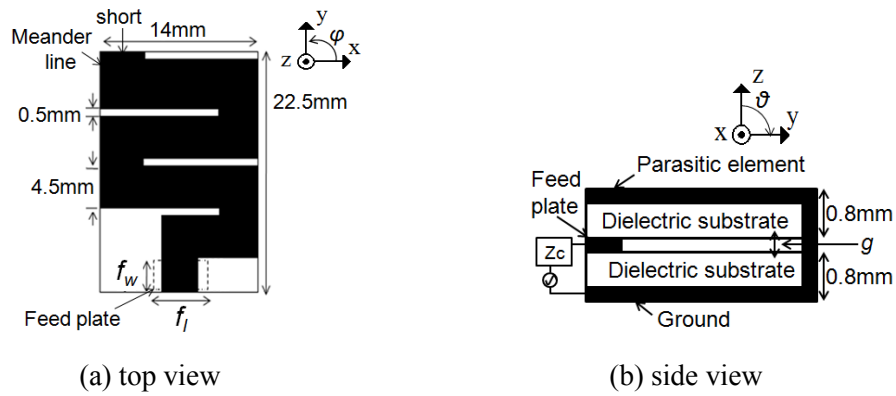 short
14mm
Meander
line
y
φ
x
z
0.5mm
22.5mm
4.5mm
fw
Feed plate
fl
(a) top view
z
ϑ
x
y
Parasitic element
Feed
plate
Dielectric substrate
0.8mm
Zc
g
Dielectric substrate
0.8mm
Ground
(b) side view